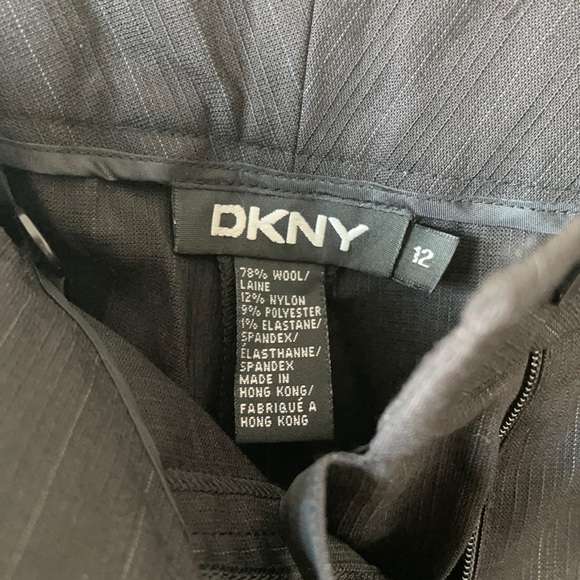 DKNY
12
78% WOOL/
LAINE
12% NYLON
9% POLYESTER
1% ELASTANE/
SPANDEX/
ÉLASTHANNE/
SPANDEX
MADE IN
HONG KONG/
FABRIQUÉ A
HONG KONG